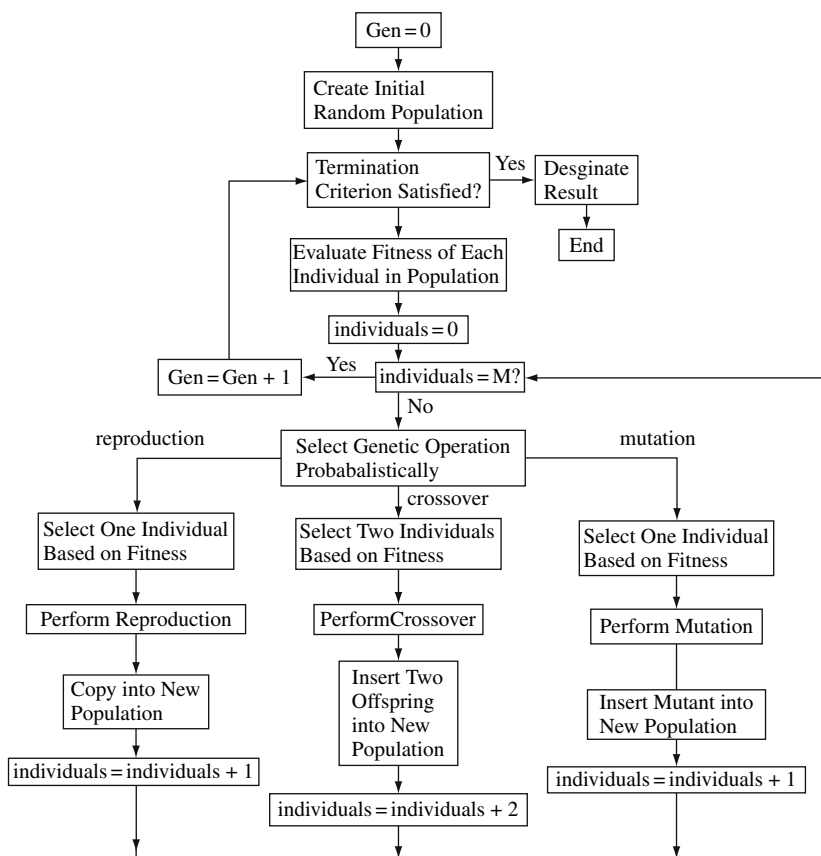 Gen = 0
Create Initial
Random Population
Termination
Criterion Satisfied?
Yes
Desginate
Result
End
Evaluate Fitness of Each
Individual in Population
individuals = 0
Gen = Gen + 1
Yes
individuals = M?
No
reproduction
Select Genetic Operation
Probabalistically
mutation
crossover
Select One Individual
Based on Fitness
Select Two Individuals
Based on Fitness
Select One Individual
Based on Fitness
Perform Reproduction
PerformCrossover
Perform Mutation
Copy into New
Population
Insert Two
Offspring
into New
Population
Insert Mutant into
New Population
individuals = individuals + 1
individuals = individuals + 2
individuals = individuals + 1